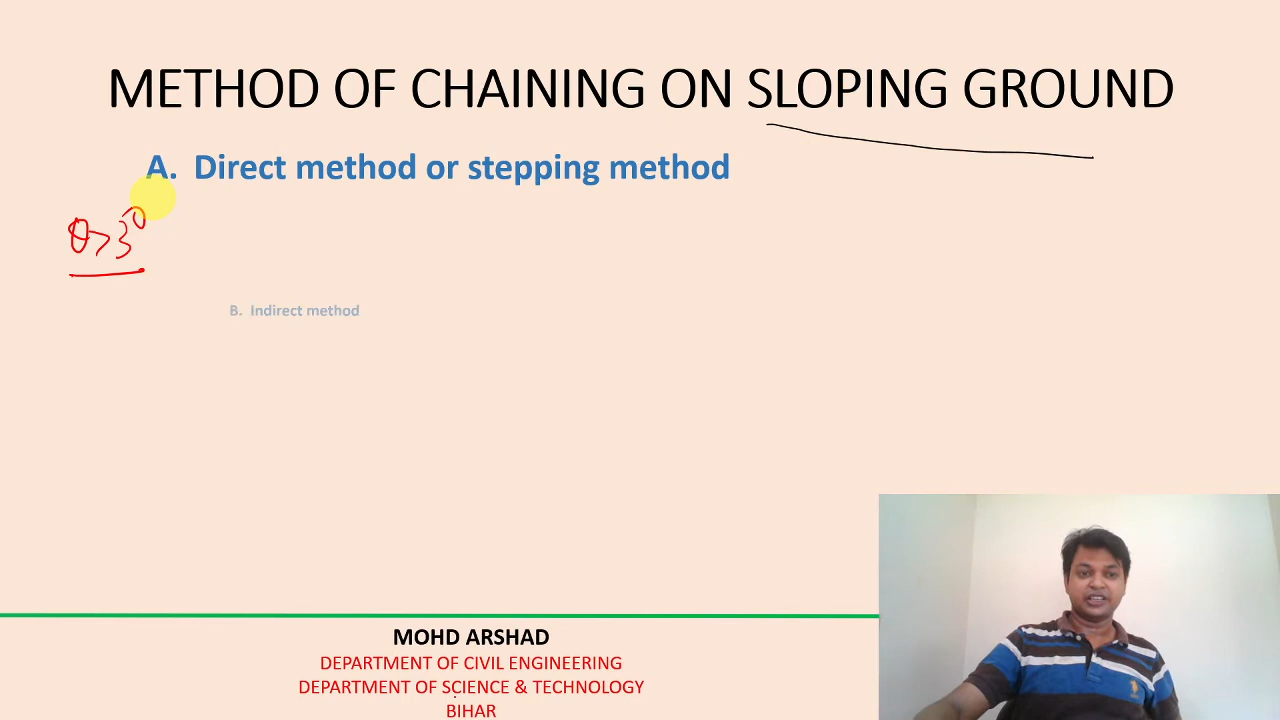 METHOD OF CHAINING ON SLOPING GROUND
A. Direct method or stepping method
θ>3°
B. Indirect method
MOHD ARSHAD
DEPARTMENT OF CIVIL ENGINEERING
DEPARTMENT OF SCIENCE & TECHNOLOGY
BIHAR